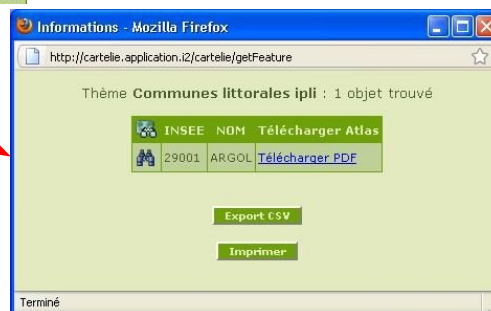 Informations - Mozilla Firefox
http://cartelie.application.i2/cartelie/getFeature
Thème Communes littorales ipli : 1 objet trouvé
INSEE NOM Télécharger Atlas
29001 ARGOL Télécharger PDF
Export CSV
Imprimer
Terminé